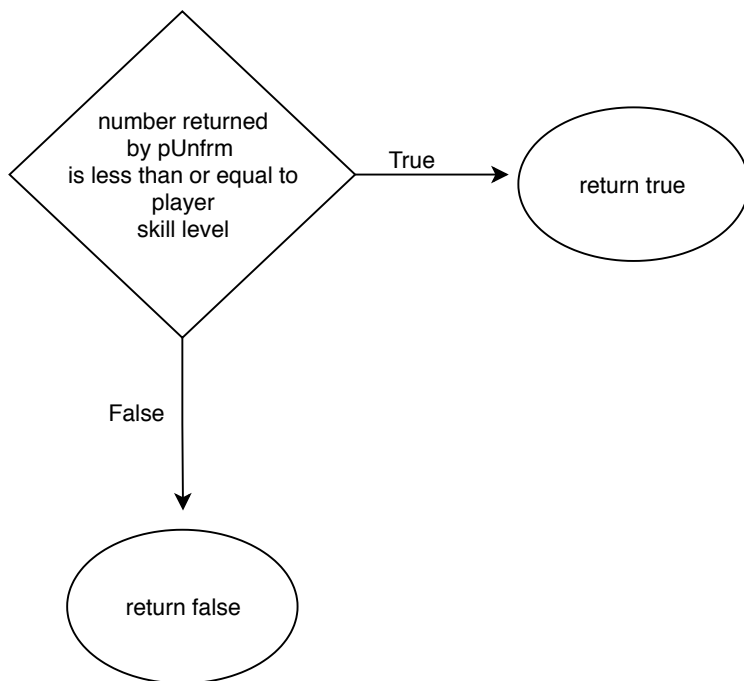 number returned
by pUnfrm
is less than or equal to
player
skill level
True
return true
False
return false